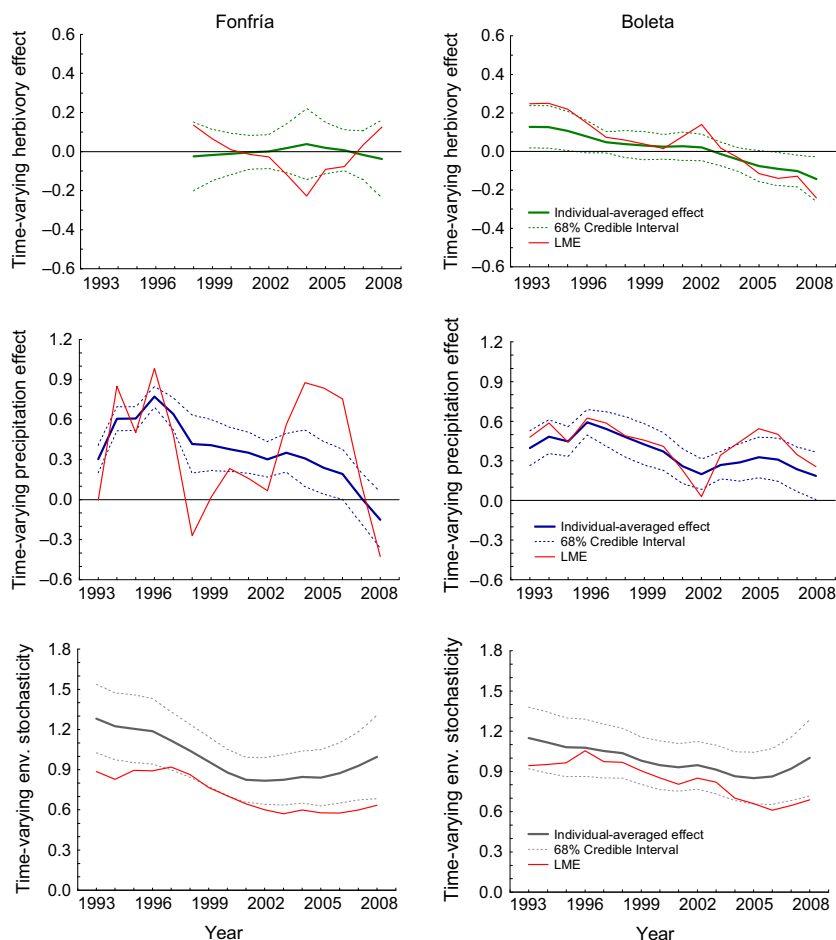 Fonfría
Boleta
Time-varying herbivory effect
0.6
0.4
0.2
0.0
–0.2
–0.4
–0.6
1993 1996 1999 2002 2005 2008
Time-varying herbivory effect
0.6
0.4
0.2
0.0
–0.2
–0.4
–0.6
Individual-averaged effect
68% Credible Interval
LME
1993 1996 1999 2002 2005 2008
Time-varying precipitation effect
1.2
0.9
0.6
0.3
0.0
–0.3
–0.6
1993 1996 1999 2002 2005 2008
Time-varying precipitation effect
1.2
0.9
0.6
0.3
0.0
–0.3
–0.6
Individual-averaged effect
68% Credible Interval
LME
1993 1996 1999 2002 2005 2008
Time-varying env. stochasticity
1.8
1.5
1.2
0.9
0.6
0.3
0.0
1993 1996 1999 2002 2005 2008
Year
Time-varying env. stochasticity
1.8
1.5
1.2
0.9
0.6
0.3
0.0
Individual-averaged effect
68% Credible Interval
LME
1993 1996 1999 2002 2005 2008
Year